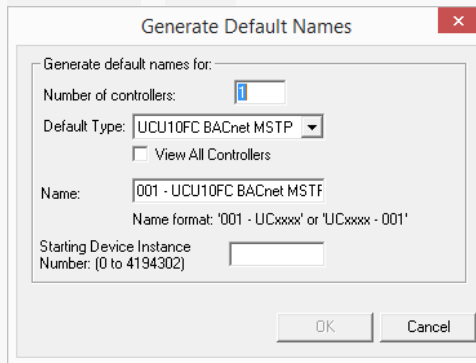 Generate Default Names
Generate default names for:
Number of controllers: 1
Default Type: UCU10FC BACnet MSTP
View All Controllers
Name: 001 - UCU10FC BACnet MSTP
Name format: '001 - UCxxxx' or 'UCxxxx - 001'
Starting Device Instance
Number: (0 to 4194302)
OK Cancel